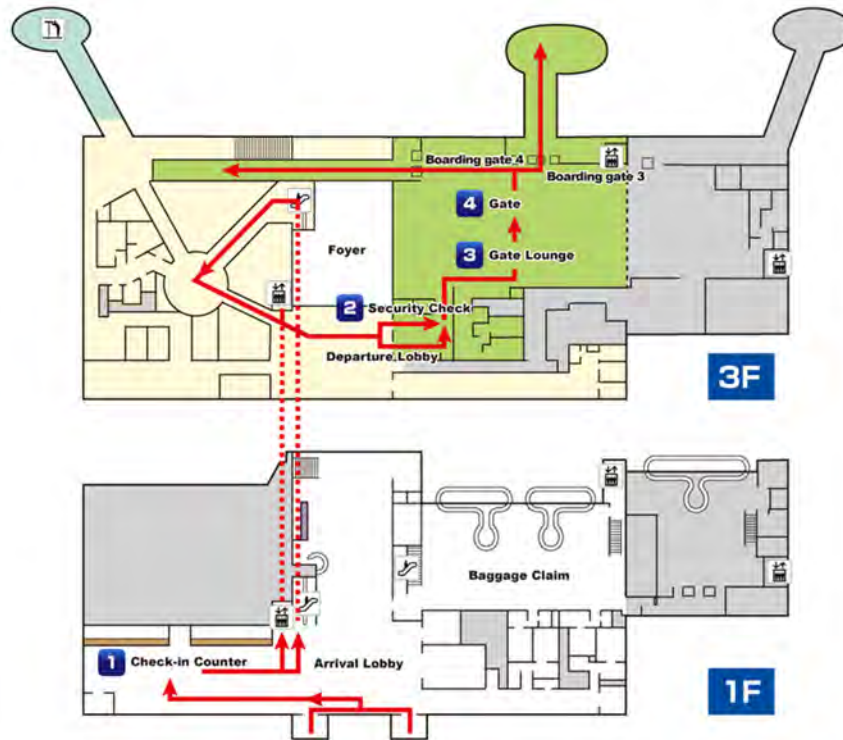 Boarding gate 4
Boarding gate 3
4 Gate
Foyer
3 Gate Lounge
2 Security Check
Departure Lobby
3F
Baggage Claim
1 Check-in Counter
Arrival Lobby
1F